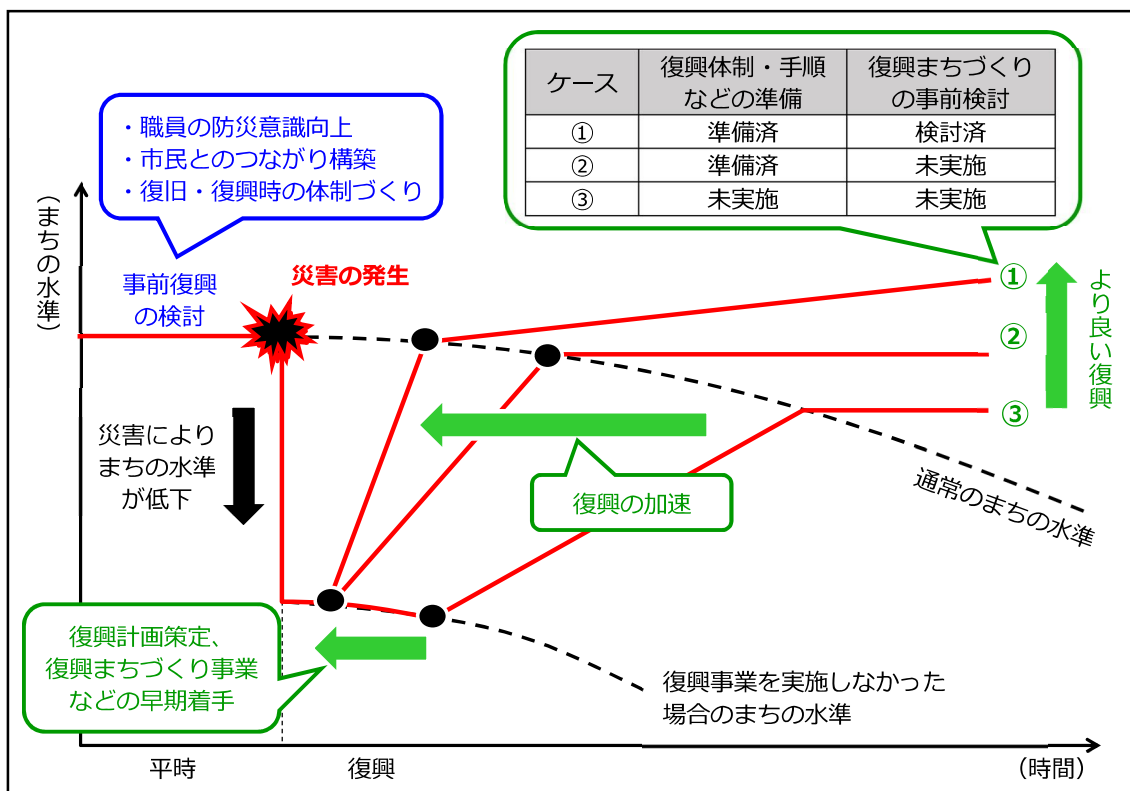 ケース 復興体制・手順などの準備 復興まちづくりの事前検討
① 準備済 検討済
② 準備済 未実施
③ 未実施 未実施
・職員の防災意識向上
・市民とのつながり構築
・復旧・復興時の体制づくり
（まちの水準）
事前復興
の検討
災害の発生
①
②
③
より良い復興
災害により
まちの水準
が低下
復興の加速
通常のまちの水準
復興計画策定、
復興まちづくり事業
などの早期着手
復興事業を実施しなかった
場合のまちの水準
平時
復興
（時間）